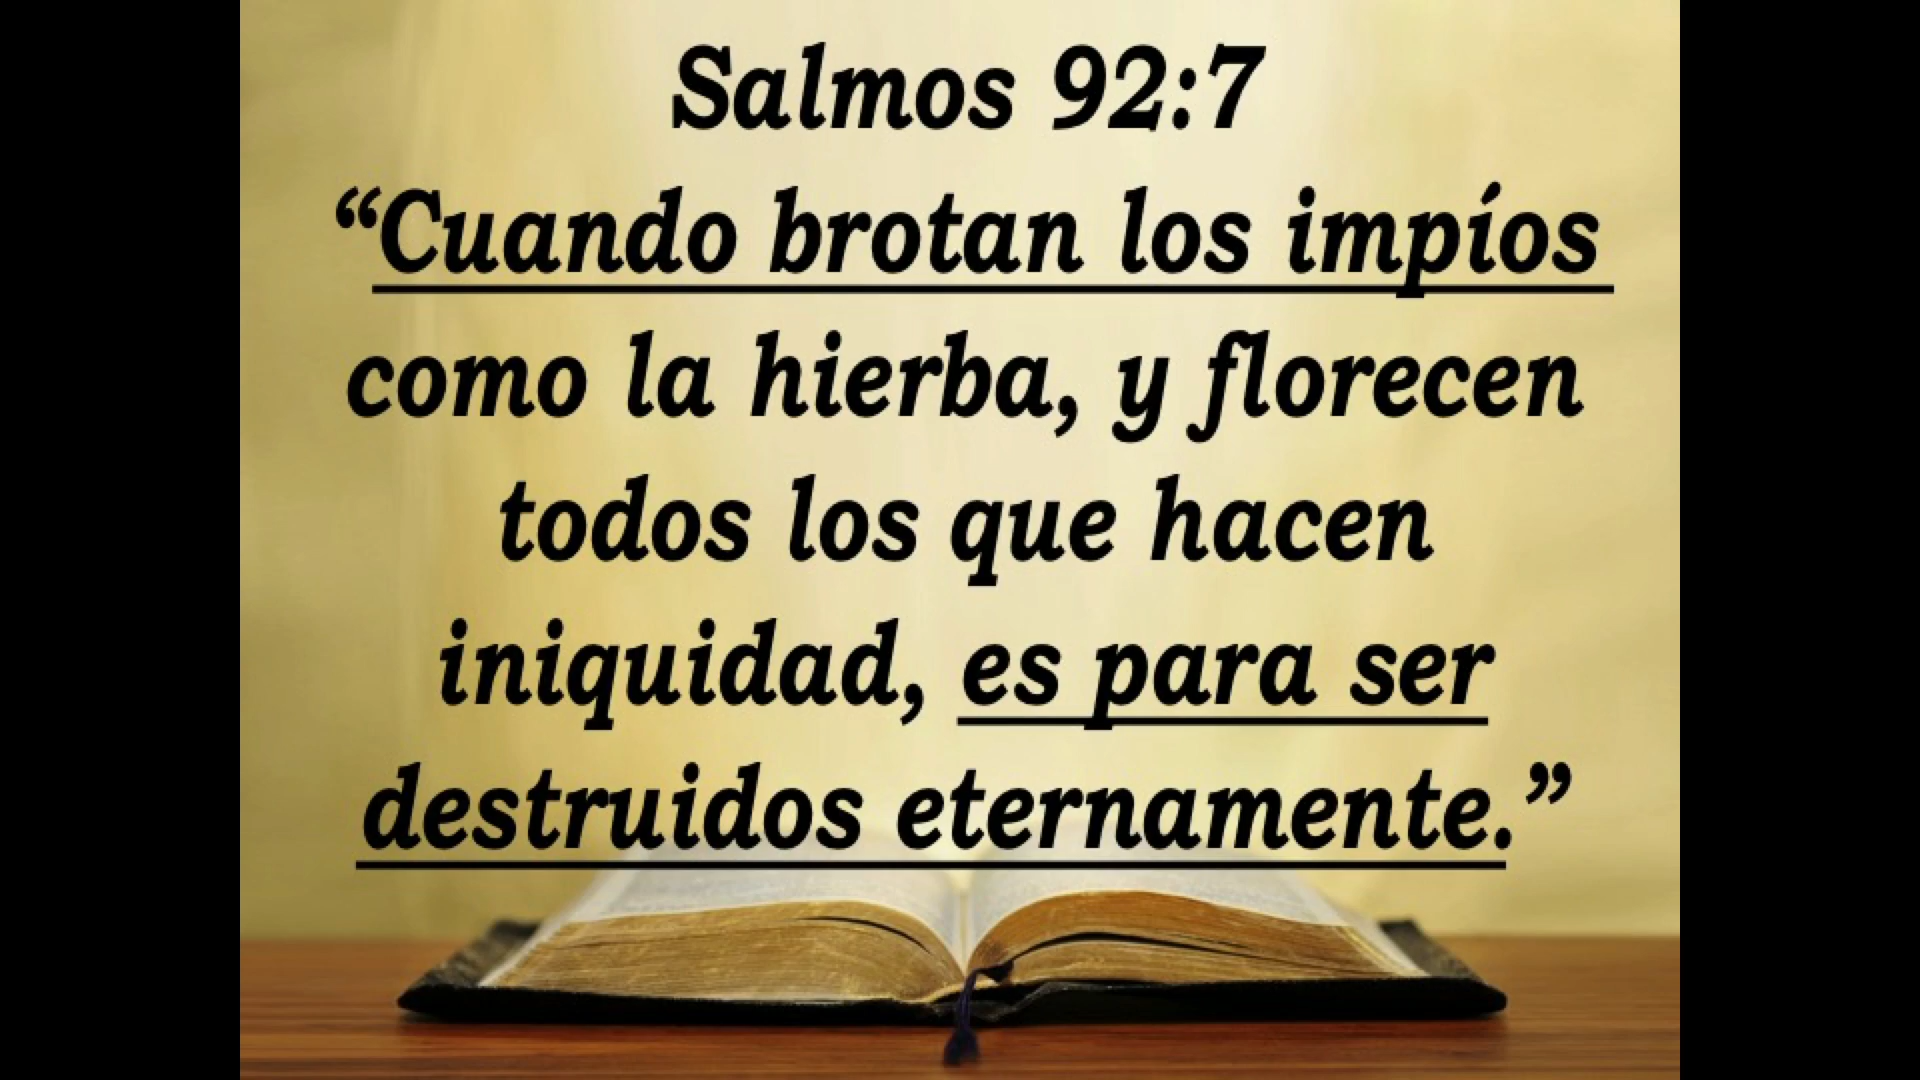 Salmos 92:7
“Cuando brotan los impíos
como la hierba, y florecen
todos los que hacen
iniquidad, es para ser
destruidos eternamente.”